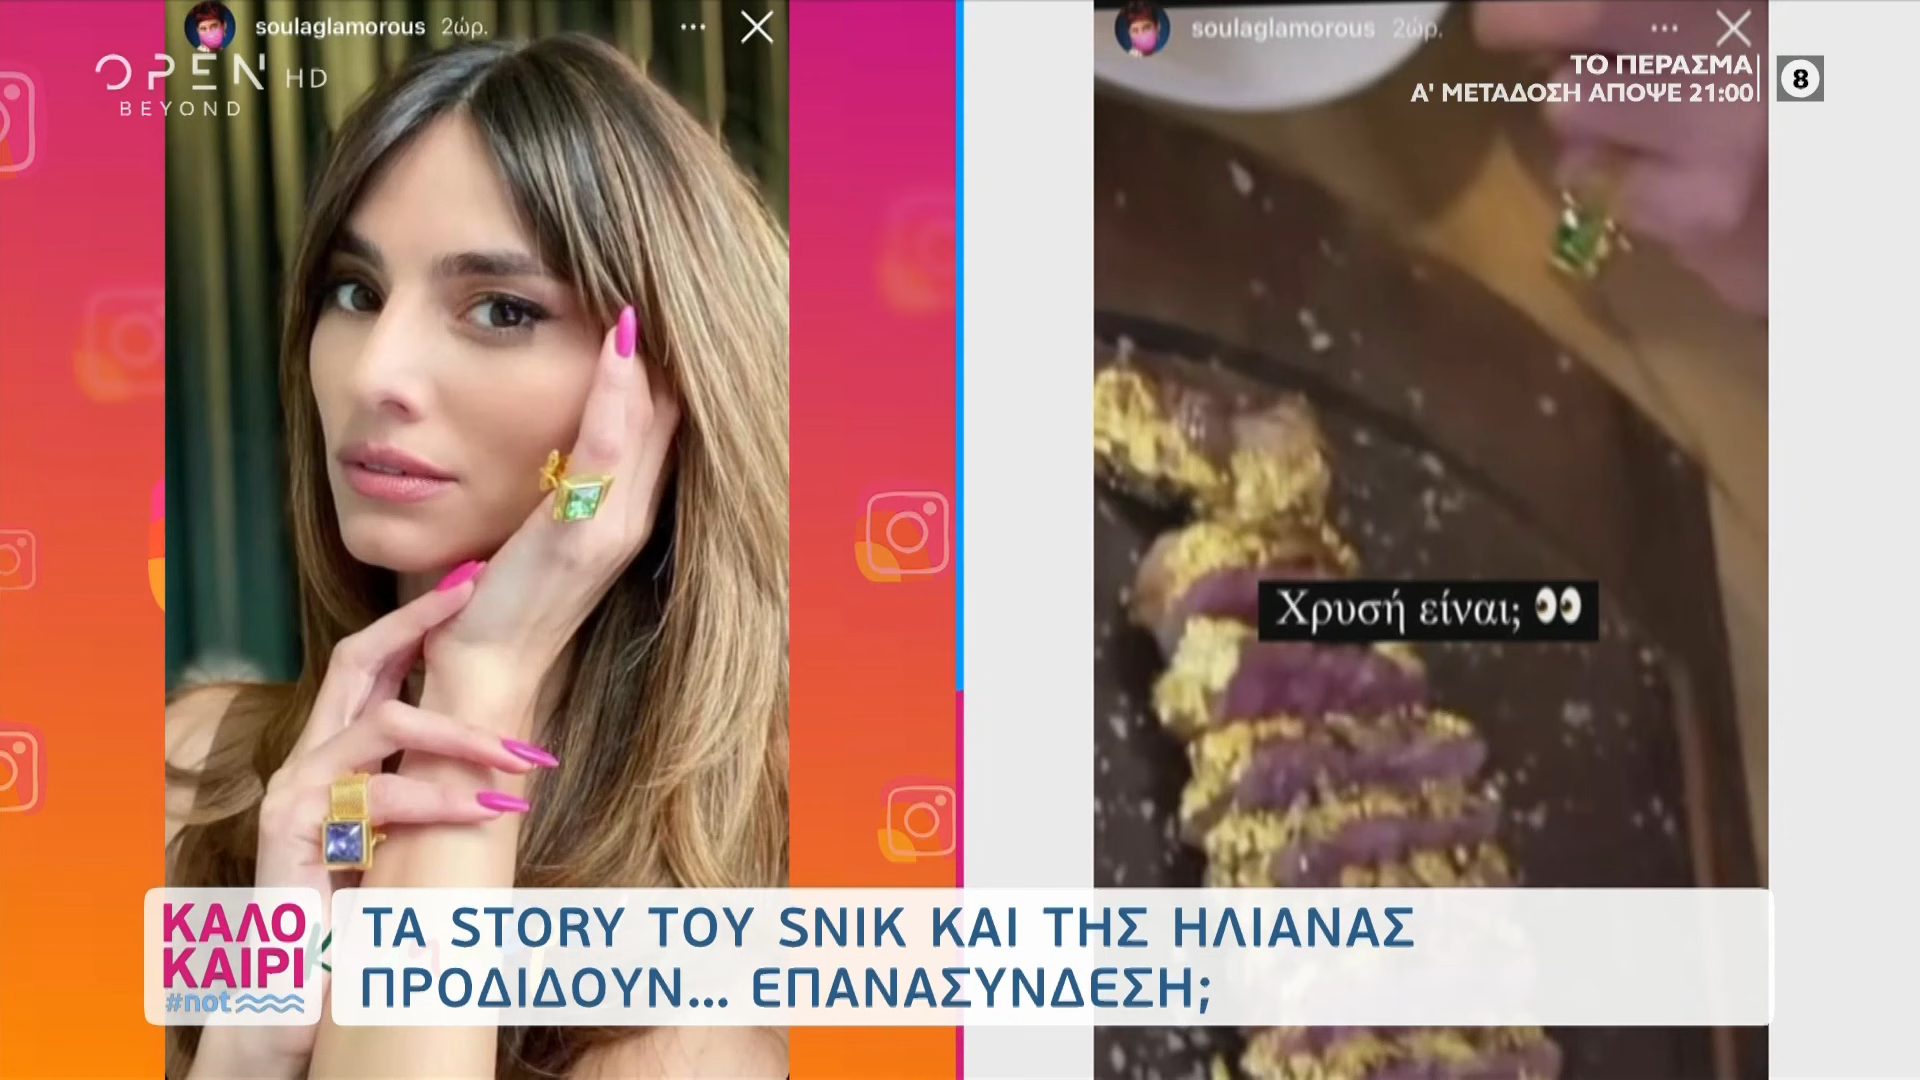 soulaglamorous 2ώρ.
OPEN HD
BEYOND
soulaglamorous 2ώρ.
ΤΟ ΠΕΡΑΣΜΑ
Α' ΜΕΤΑΔΟΣΗ ΑΠΟΨΕ 21:00
8
Χρυσή είναι; 👀
ΚΑΛΟ
ΚΑΙΡΙ
#not
ΤΑ STORY ΤΟΥ SNIK ΚΑΙ ΤΗΣ ΗΛΙΑΝΑΣ
ΠΡΟΔΙΔΟΥΝ... ΕΠΑΝΑΣΥΝΔΕΣΗ;